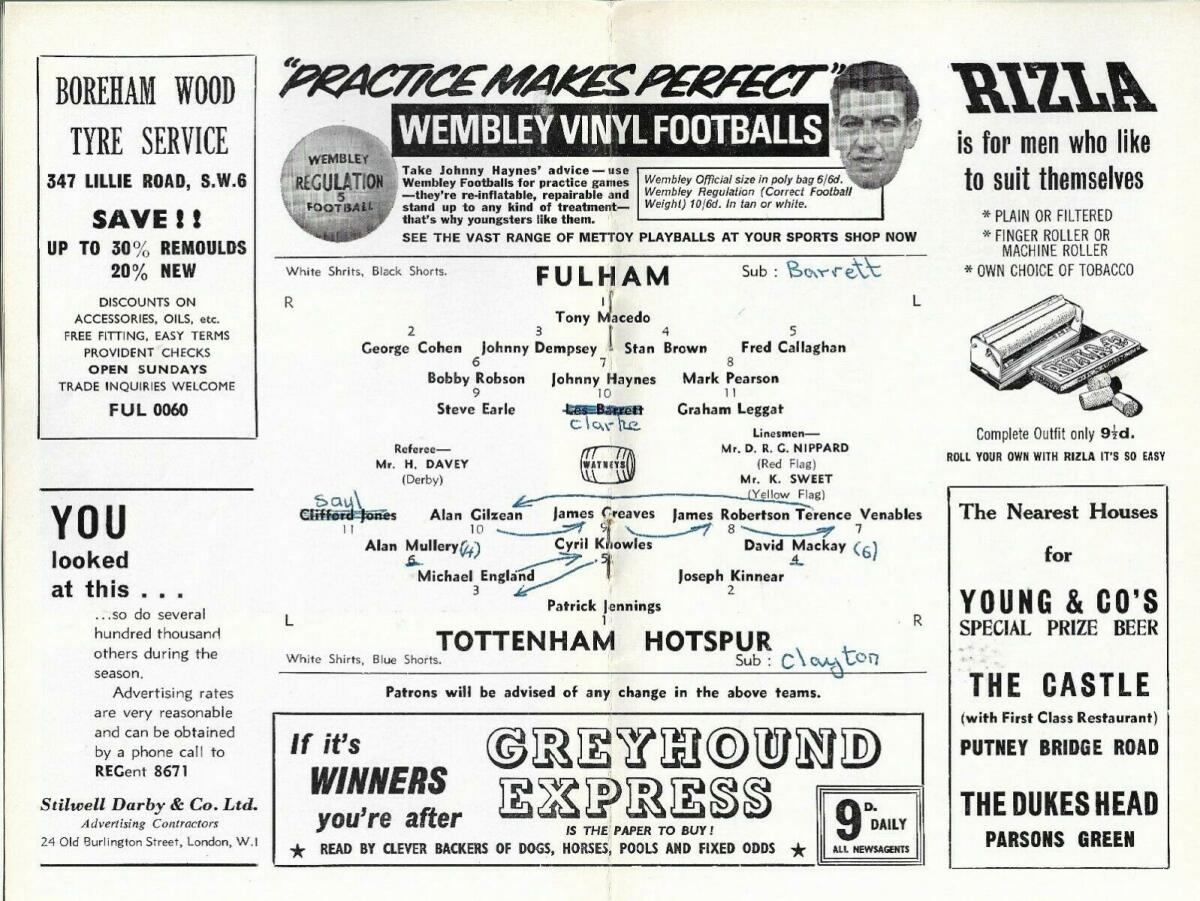 BOREHAM WOOD
TYRE SERVICE
347 LILLIE ROAD, S.W.6
SAVE!!
UP TO 30% REMOULDS
20% NEW
DISCOUNTS ON
ACCESSORIES, OILS, etc.
FREE FITTING, EASY TERMS
PROVIDENT CHECKS
OPEN SUNDAYS
TRADE INQUIRIES WELCOME
FUL 0060
YOU
looked
at this . . .
...so do several
hundred thousand
others during the
season.
Advertising rates
are very reasonable
and can be obtained
by a phone call to
REGent 8671
Stilwell Darby & Co. Ltd.
Advertising Contractors
24 Old Burlington Street, London, W.1
"PRACTICE MAKES PERFECT"
WEMBLEY VINYL FOOTBALLS
WEMBLEY
REGULATION
5
FOOTBALL
Take Johnny Haynes' advice — use
Wembley Footballs for practice games
—they're re-inflatable, repairable and
stand up to any kind of treatment—
that's why youngsters like them.
Wembley Official size in poly bag 6/6d.
Wembley Regulation (Correct Football
Weight) 10/6d. In tan or white.
SEE THE VAST RANGE OF METTOY PLAYBALLS AT YOUR SPORTS SHOP NOW
White Shrits, Black Shorts. FULHAM Sub : Barrett
R L
1
Tony Macedo
2 3 4 5
George Cohen Johnny Dempsey Stan Brown Fred Callaghan
6 7 8
Bobby Robson Johnny Haynes Mark Pearson
9 10 11
Steve Earle Les Barrett Graham Leggat
Clarke
Referee—
Mr. H. DAVEY
(Derby)
WATNEYS
Linesmen—
Mr. D. R. G. NIPPARD
(Red Flag)
Mr. K. SWEET
(Yellow Flag)
Sayl
Clifford Jones Alan Gilzean James Greaves James Robertson Terence Venables
11 10 9 8 7
Alan Mullery (4) Cyril Knowles David Mackay (6)
6 5 4
Michael England Joseph Kinnear
3 2
Patrick Jennings
L 1 R
TOTTENHAM HOTSPUR
White Shirts, Blue Shorts. Sub : Clayton
Patrons will be advised of any change in the above teams.
If it's
WINNERS
you're after
GREYHOUND
EXPRESS
IS THE PAPER TO BUY!
★ READ BY CLEVER BACKERS OF DOGS, HORSES, POOLS AND FIXED ODDS ★
9D. DAILY
ALL NEWSAGENTS
RIZLA
is for men who like
to suit themselves
* PLAIN OR FILTERED
* FINGER ROLLER OR
MACHINE ROLLER
* OWN CHOICE OF TOBACCO
RIZLA
Complete Outfit only 9½d.
ROLL YOUR OWN WITH RIZLA IT'S SO EASY
The Nearest Houses
for
YOUNG & CO'S
SPECIAL PRIZE BEER
THE CASTLE
(with First Class Restaurant)
PUTNEY BRIDGE ROAD
THE DUKES HEAD
PARSONS GREEN